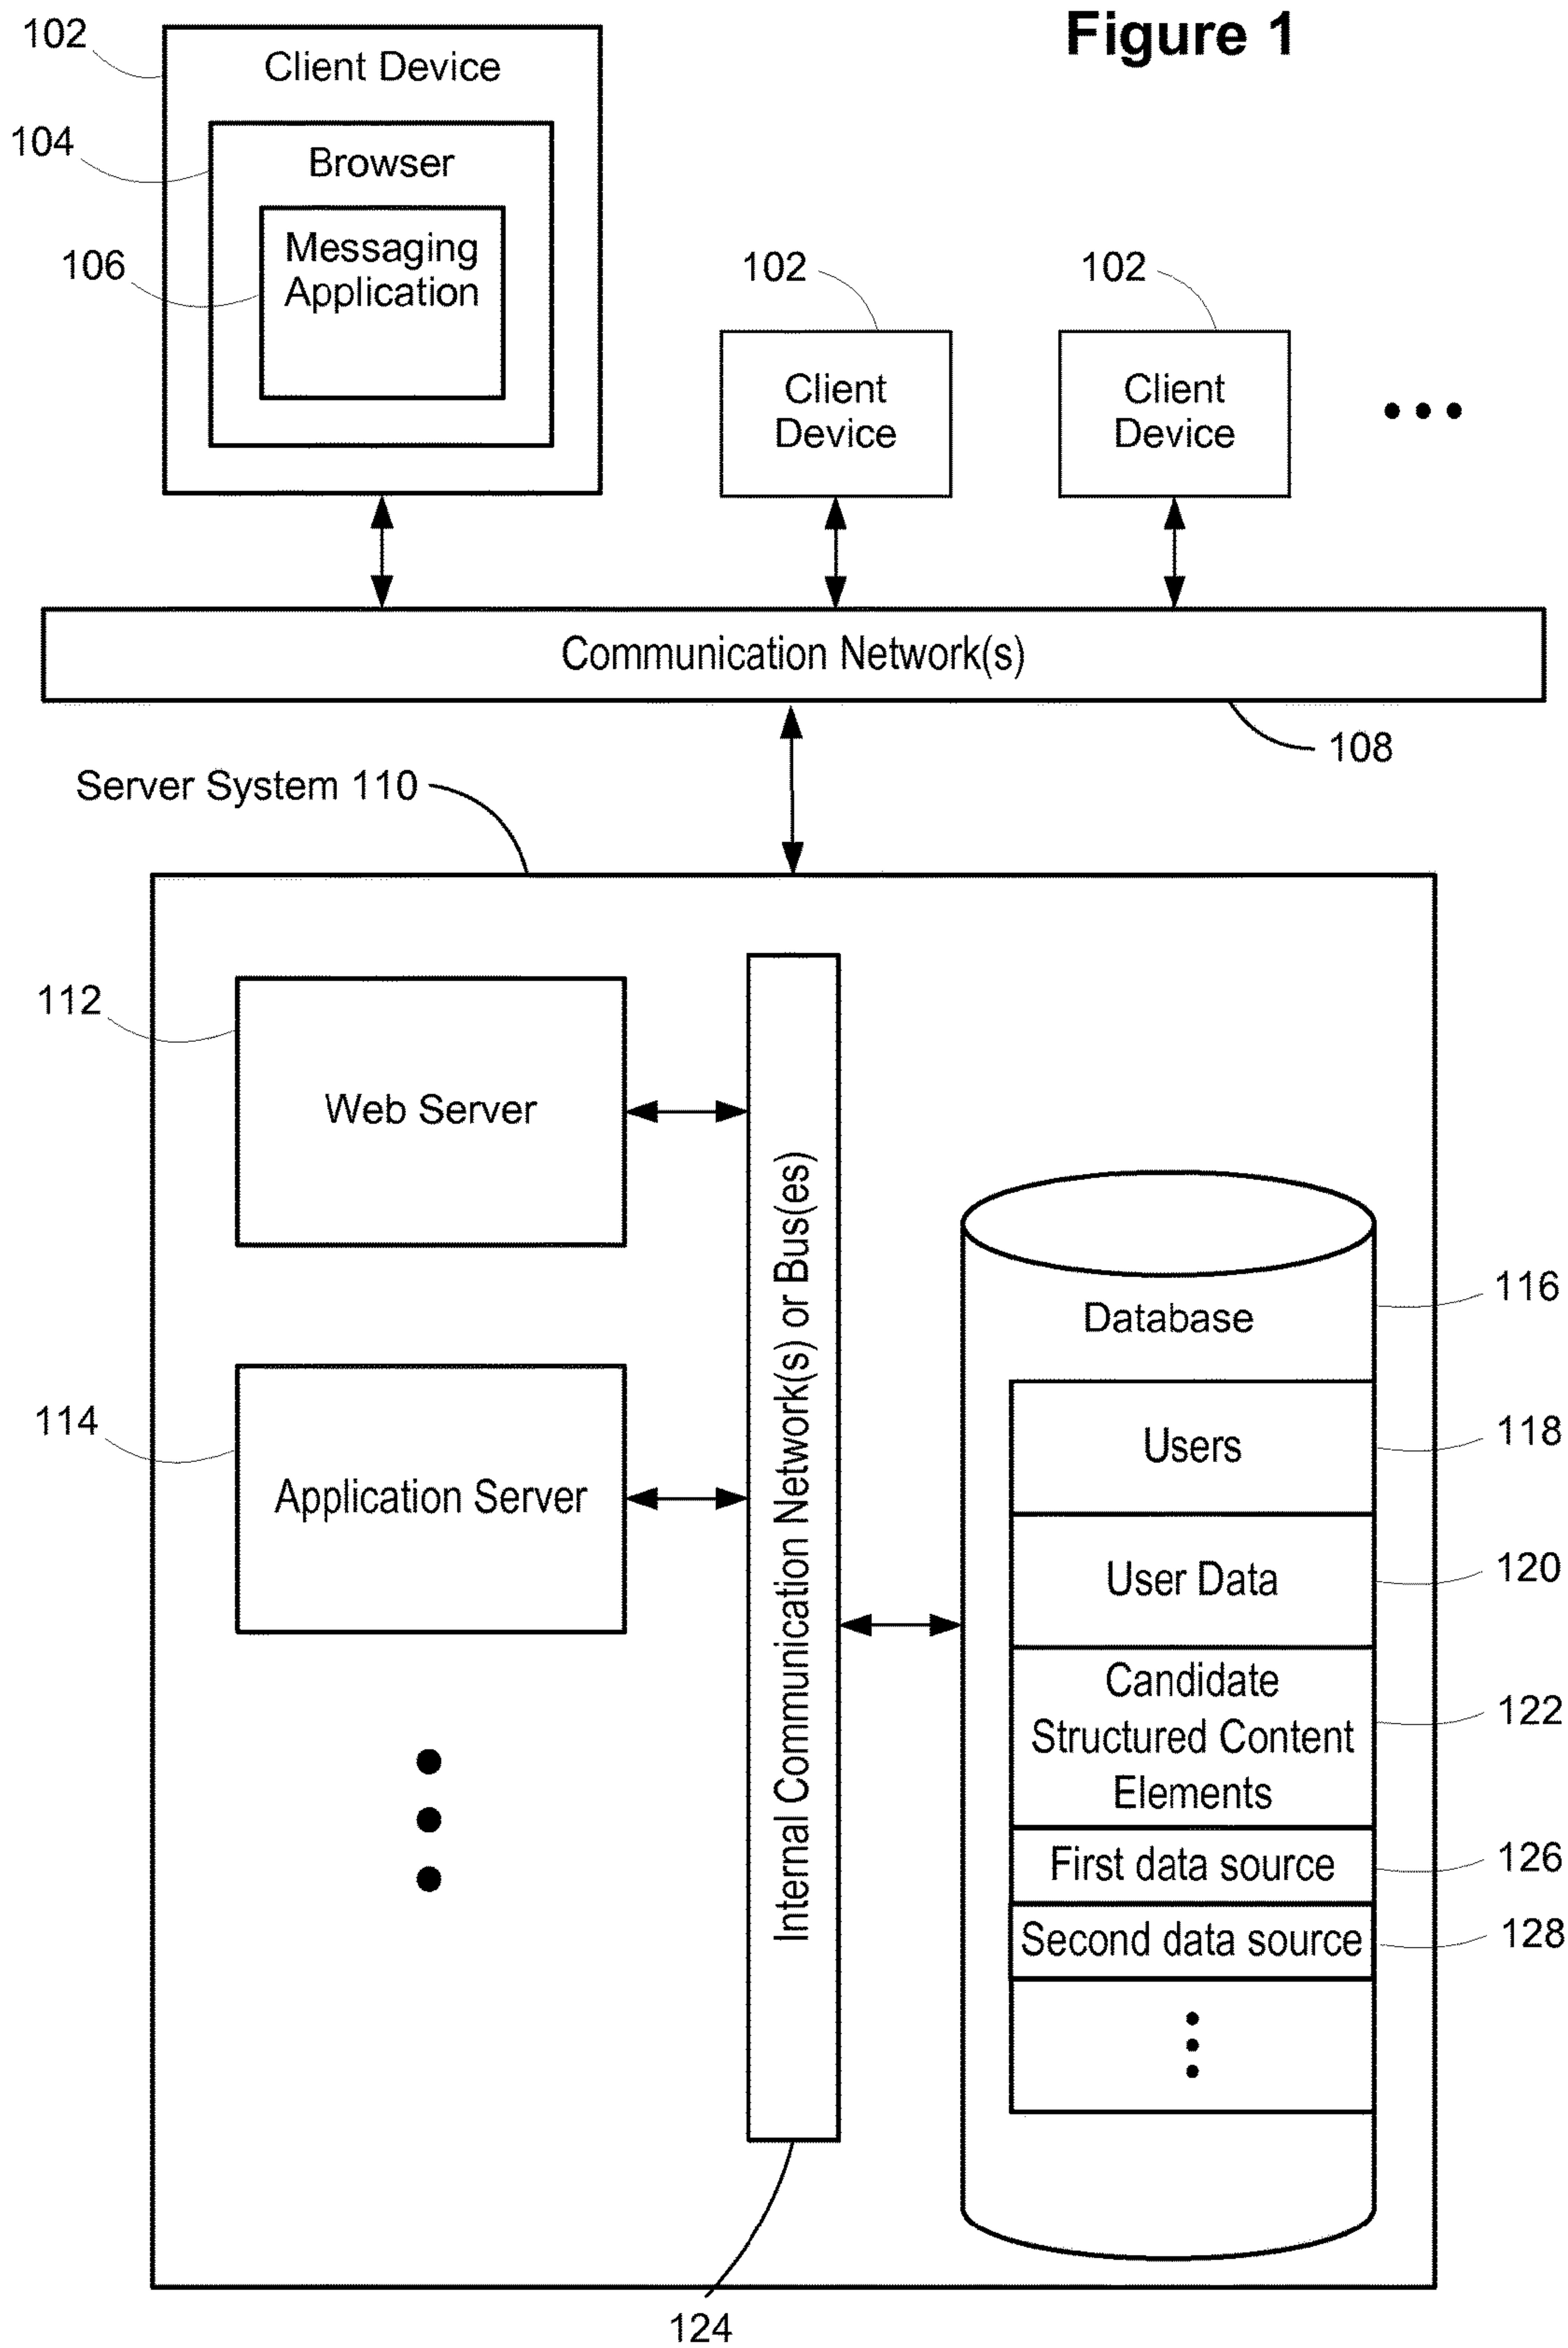 Figure 1
102
Client Device
104
Browser
106
Messaging
Application
102
Client
Device
102
Client
Device
Communication Network(s)
108
Server System 110
112
Web Server
114
Application Server
Internal Communication Network(s) or Bus(es)
124
Database
116
Users
118
User Data
120
Candidate
Structured Content
Elements
122
First data source
126
Second data source
128